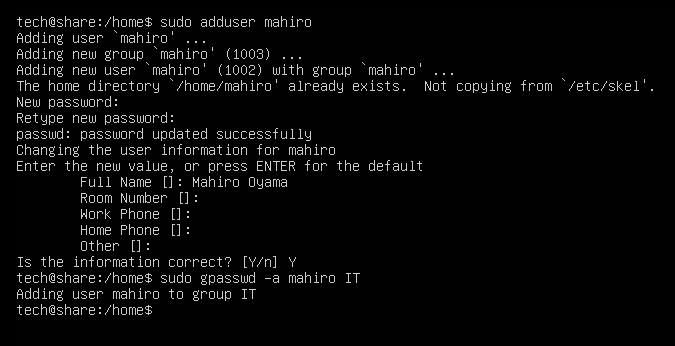 tech@share:/home$ sudo adduser mahiro
Adding user `mahiro' ...
Adding new group `mahiro' (1003) ...
Adding new user `mahiro' (1002) with group `mahiro' ...
The home directory `/home/mahiro' already exists.  Not copying from `/etc/skel'.
New password:
Retype new password:
passwd: password updated successfully
Changing the user information for mahiro
Enter the new value, or press ENTER for the default
        Full Name []: Mahiro Oyama
        Room Number []:
        Work Phone []:
        Home Phone []:
        Other []:
Is the information correct? [Y/n] Y
tech@share:/home$ sudo gpasswd -a mahiro IT
Adding user mahiro to group IT
tech@share:/home$